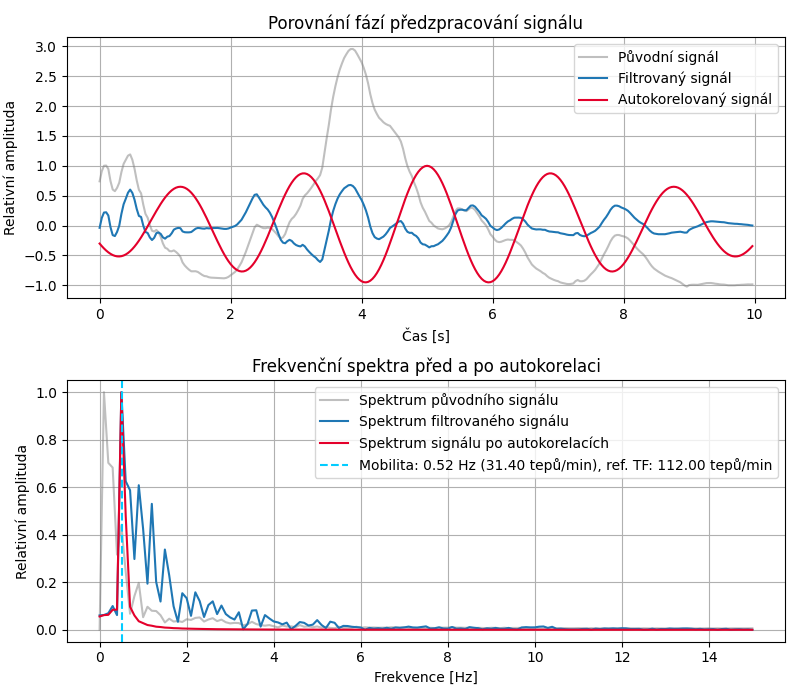 Porovnání fází předzpracování signálu
Relativní amplituda
3.0
2.5
2.0
1.5
1.0
0.5
0.0
−0.5
−1.0
Původní signál
Filtrovaný signál
Autokorelovaný signál
0 2 4 6 8 10
Čas [s]
Frekvenční spektra před a po autokorelaci
Relativní amplituda
1.0
0.8
0.6
0.4
0.2
0.0
Spektrum původního signálu
Spektrum filtrovaného signálu
Spektrum signálu po autokorelacích
Mobilita: 0.52 Hz (31.40 tepů/min), ref. TF: 112.00 tepů/min
0 2 4 6 8 10 12 14
Frekvence [Hz]